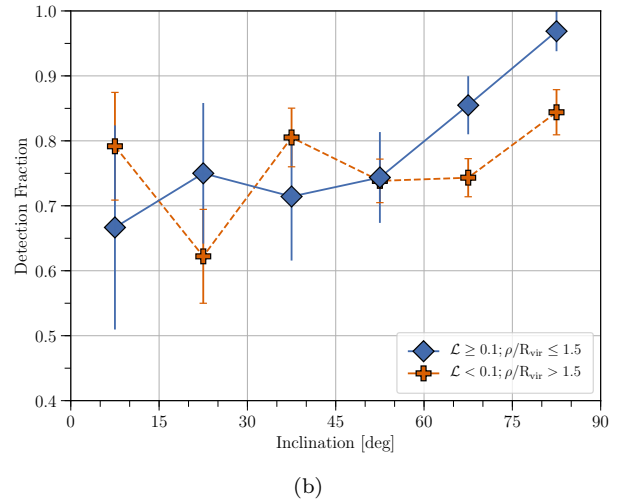 1.0
0.9
0.8
0.7
0.6
0.5
0.4
Detection Fraction
ℒ ≥ 0.1; ρ/R_vir ≤ 1.5
ℒ < 0.1; ρ/R_vir > 1.5
0 15 30 45 60 75 90
Inclination [deg]
(b)